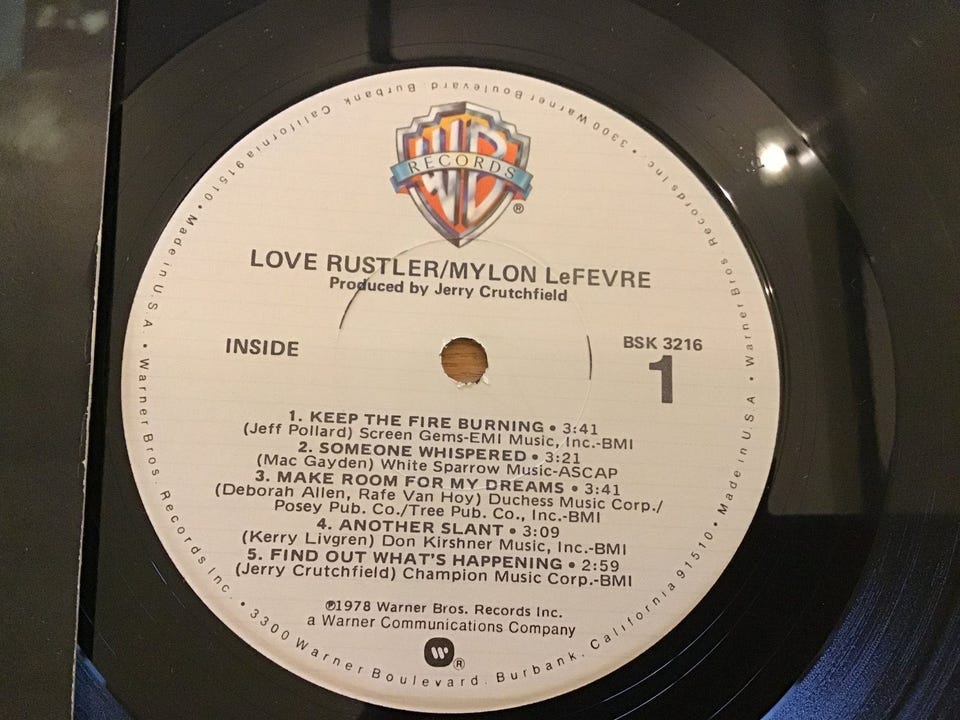 WB
RECORDS
®
LOVE RUSTLER/MYLON LeFEVRE
Produced by Jerry Crutchfield
INSIDE
BSK 3216
1
1. KEEP THE FIRE BURNING • 3:41
(Jeff Pollard) Screen Gems-EMI Music, Inc.-BMI
2. SOMEONE WHISPERED • 3:21
(Mac Gayden) White Sparrow Music-ASCAP
3. MAKE ROOM FOR MY DREAMS • 3:41
(Deborah Allen, Rafe Van Hoy) Duchess Music Corp./
Posey Pub. Co./Tree Pub. Co., Inc.-BMI
4. ANOTHER SLANT • 3:09
(Kerry Livgren) Don Kirshner Music, Inc.-BMI
5. FIND OUT WHAT'S HAPPENING • 2:59
(Jerry Crutchfield) Champion Music Corp.-BMI
℗1978 Warner Bros. Records Inc.
a Warner Communications Company
W®
Warner Bros. Records Inc. • 3300 Warner Boulevard, Burbank, California 91510 • Made in U.S.A. • Warner Bros. Records Inc. • 3300 Warner Boulevard, Burbank, California 91510 • Made in U.S.A. •